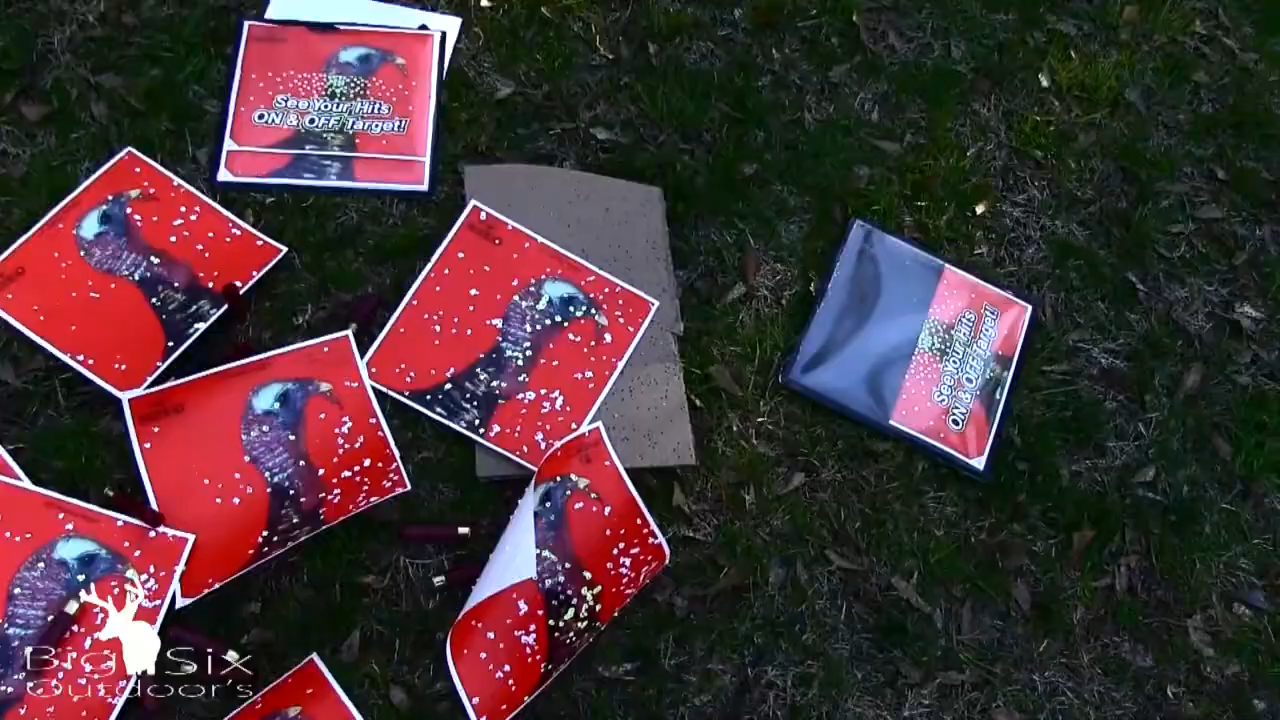 See Your Hits
ON & OFF Target!
See Your Hits
ON & OFF Target!
Big Six
Outdoor's